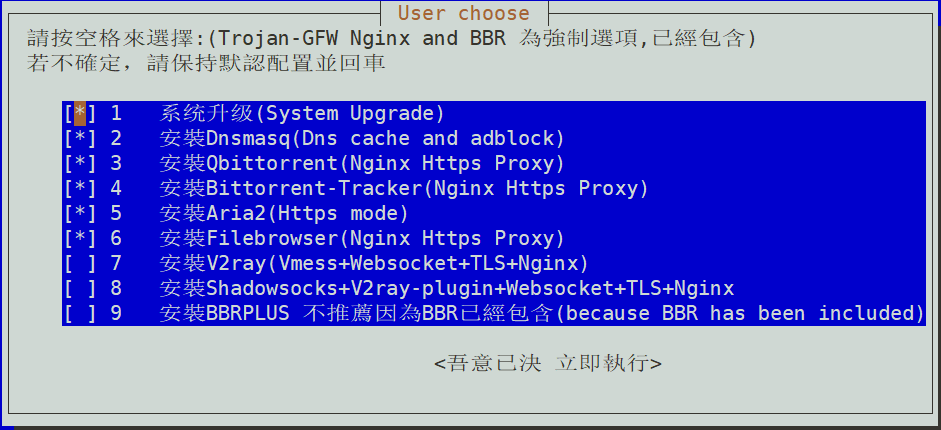 User choose
請按空格來選擇:(Trojan-GFW Nginx and BBR 為強制選項,已經包含)
若不確定，請保持默認配置並回車
[*] 1 系统升级(System Upgrade)
[*] 2 安裝Dnsmasq(Dns cache and adblock)
[*] 3 安裝Qbittorrent(Nginx Https Proxy)
[*] 4 安裝Bittorrent-Tracker(Nginx Https Proxy)
[*] 5 安裝Aria2(Https mode)
[*] 6 安裝Filebrowser(Nginx Https Proxy)
[ ] 7 安裝V2ray(Vmess+Websocket+TLS+Nginx)
[ ] 8 安裝Shadowsocks+V2ray-plugin+Websocket+TLS+Nginx
[ ] 9 安裝BBRPLUS 不推薦因為BBR已經包含(because BBR has been included)
<吾意已決 立即執行>